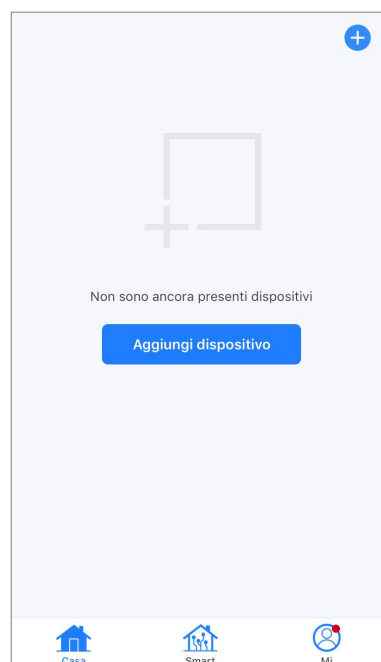 Non sono ancora presenti dispositivi
Aggiungi dispositivo
Casa
Smart
Mi